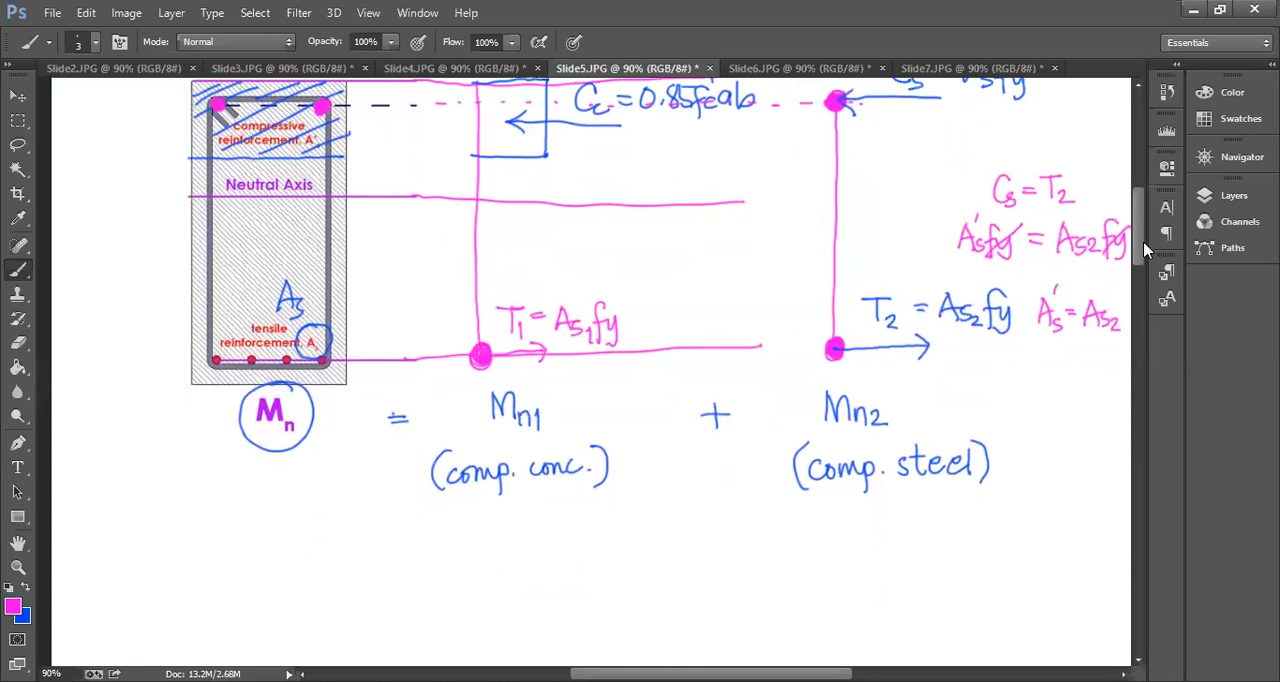 Ps File Edit Image Layer Type Select Filter 3D View Window Help
3 Mode: Normal Opacity: 100% Flow: 100% Essentials
Slide2.JPG @ 90% (RGB/8#) × Slide3.JPG @ 90% (RGB/8#) * × Slide4.JPG @ 90% (RGB/8#) * × Slide5.JPG @ 90% (RGB/8#) * × Slide6.JPG @ 90% (RGB/8#) * × Slide7.JPG @ 90% (RGB/8#) * ×
Color
Swatches
Navigator
Layers
Channels
Paths
Cc = 0.85f'c ab
compressive
reinforcement, A'
Neutral Axis
Cs = T2
A's fy = As2 fy
As
T1 = As1 fy
T2 = As2 fy
A's = As2
tensile
reinforcement, A
Mn = Mn1 + Mn2
(comp. conc.) (comp. steel)
90% Doc: 13.2M/2.68M